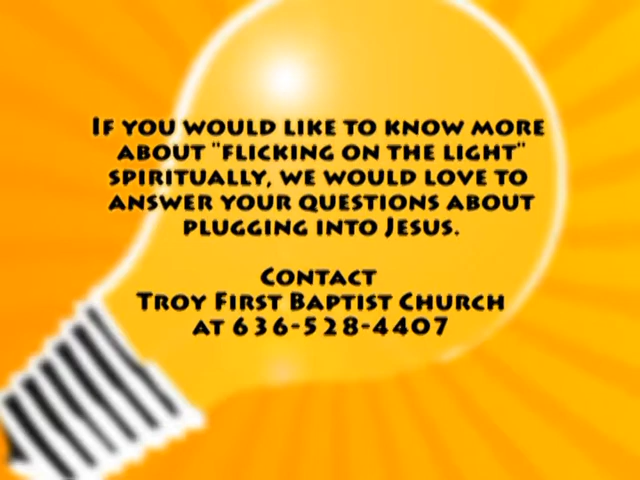 If you would like to know more
about "flicking on the light"
spiritually, we would love to
answer your questions about
plugging into Jesus.
Contact
Troy First Baptist Church
at 636-528-4407